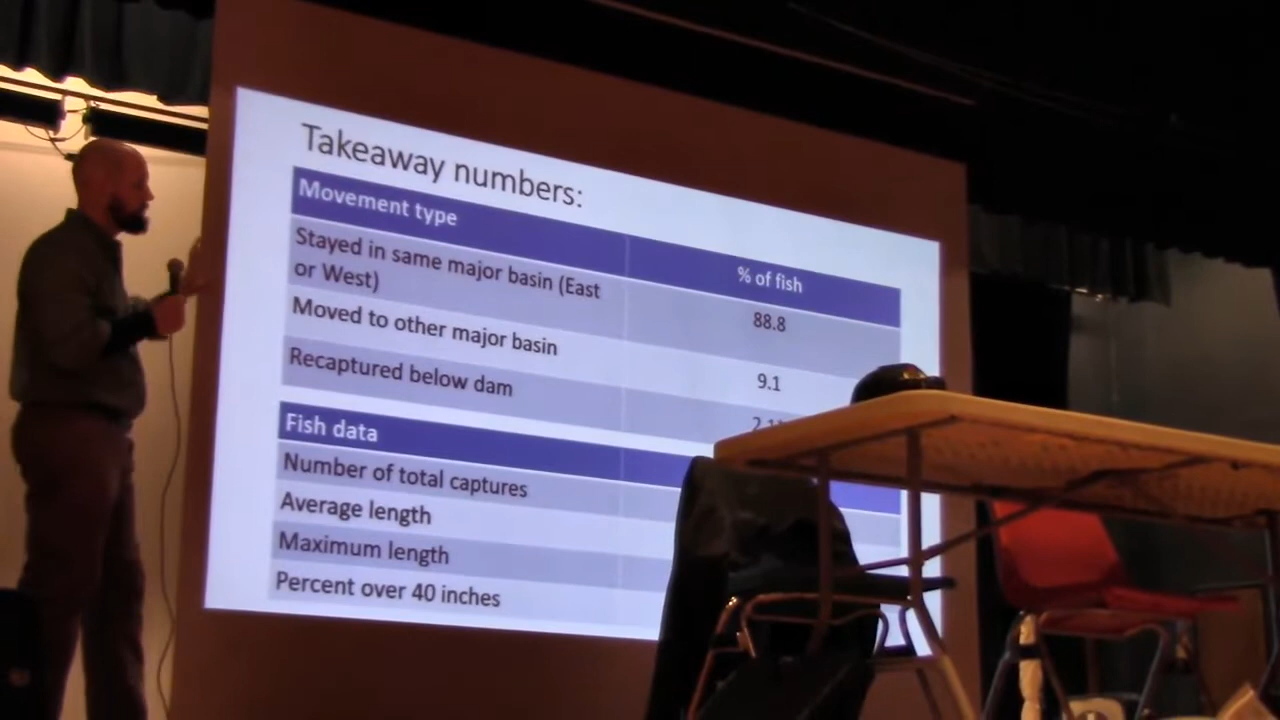 Takeaway numbers:
Movement type
% of fish
Stayed in same major basin (East
or West)
88.8
Moved to other major basin
9.1
Recaptured below dam
Fish data
Number of total captures
Average length
Maximum length
Percent over 40 inches